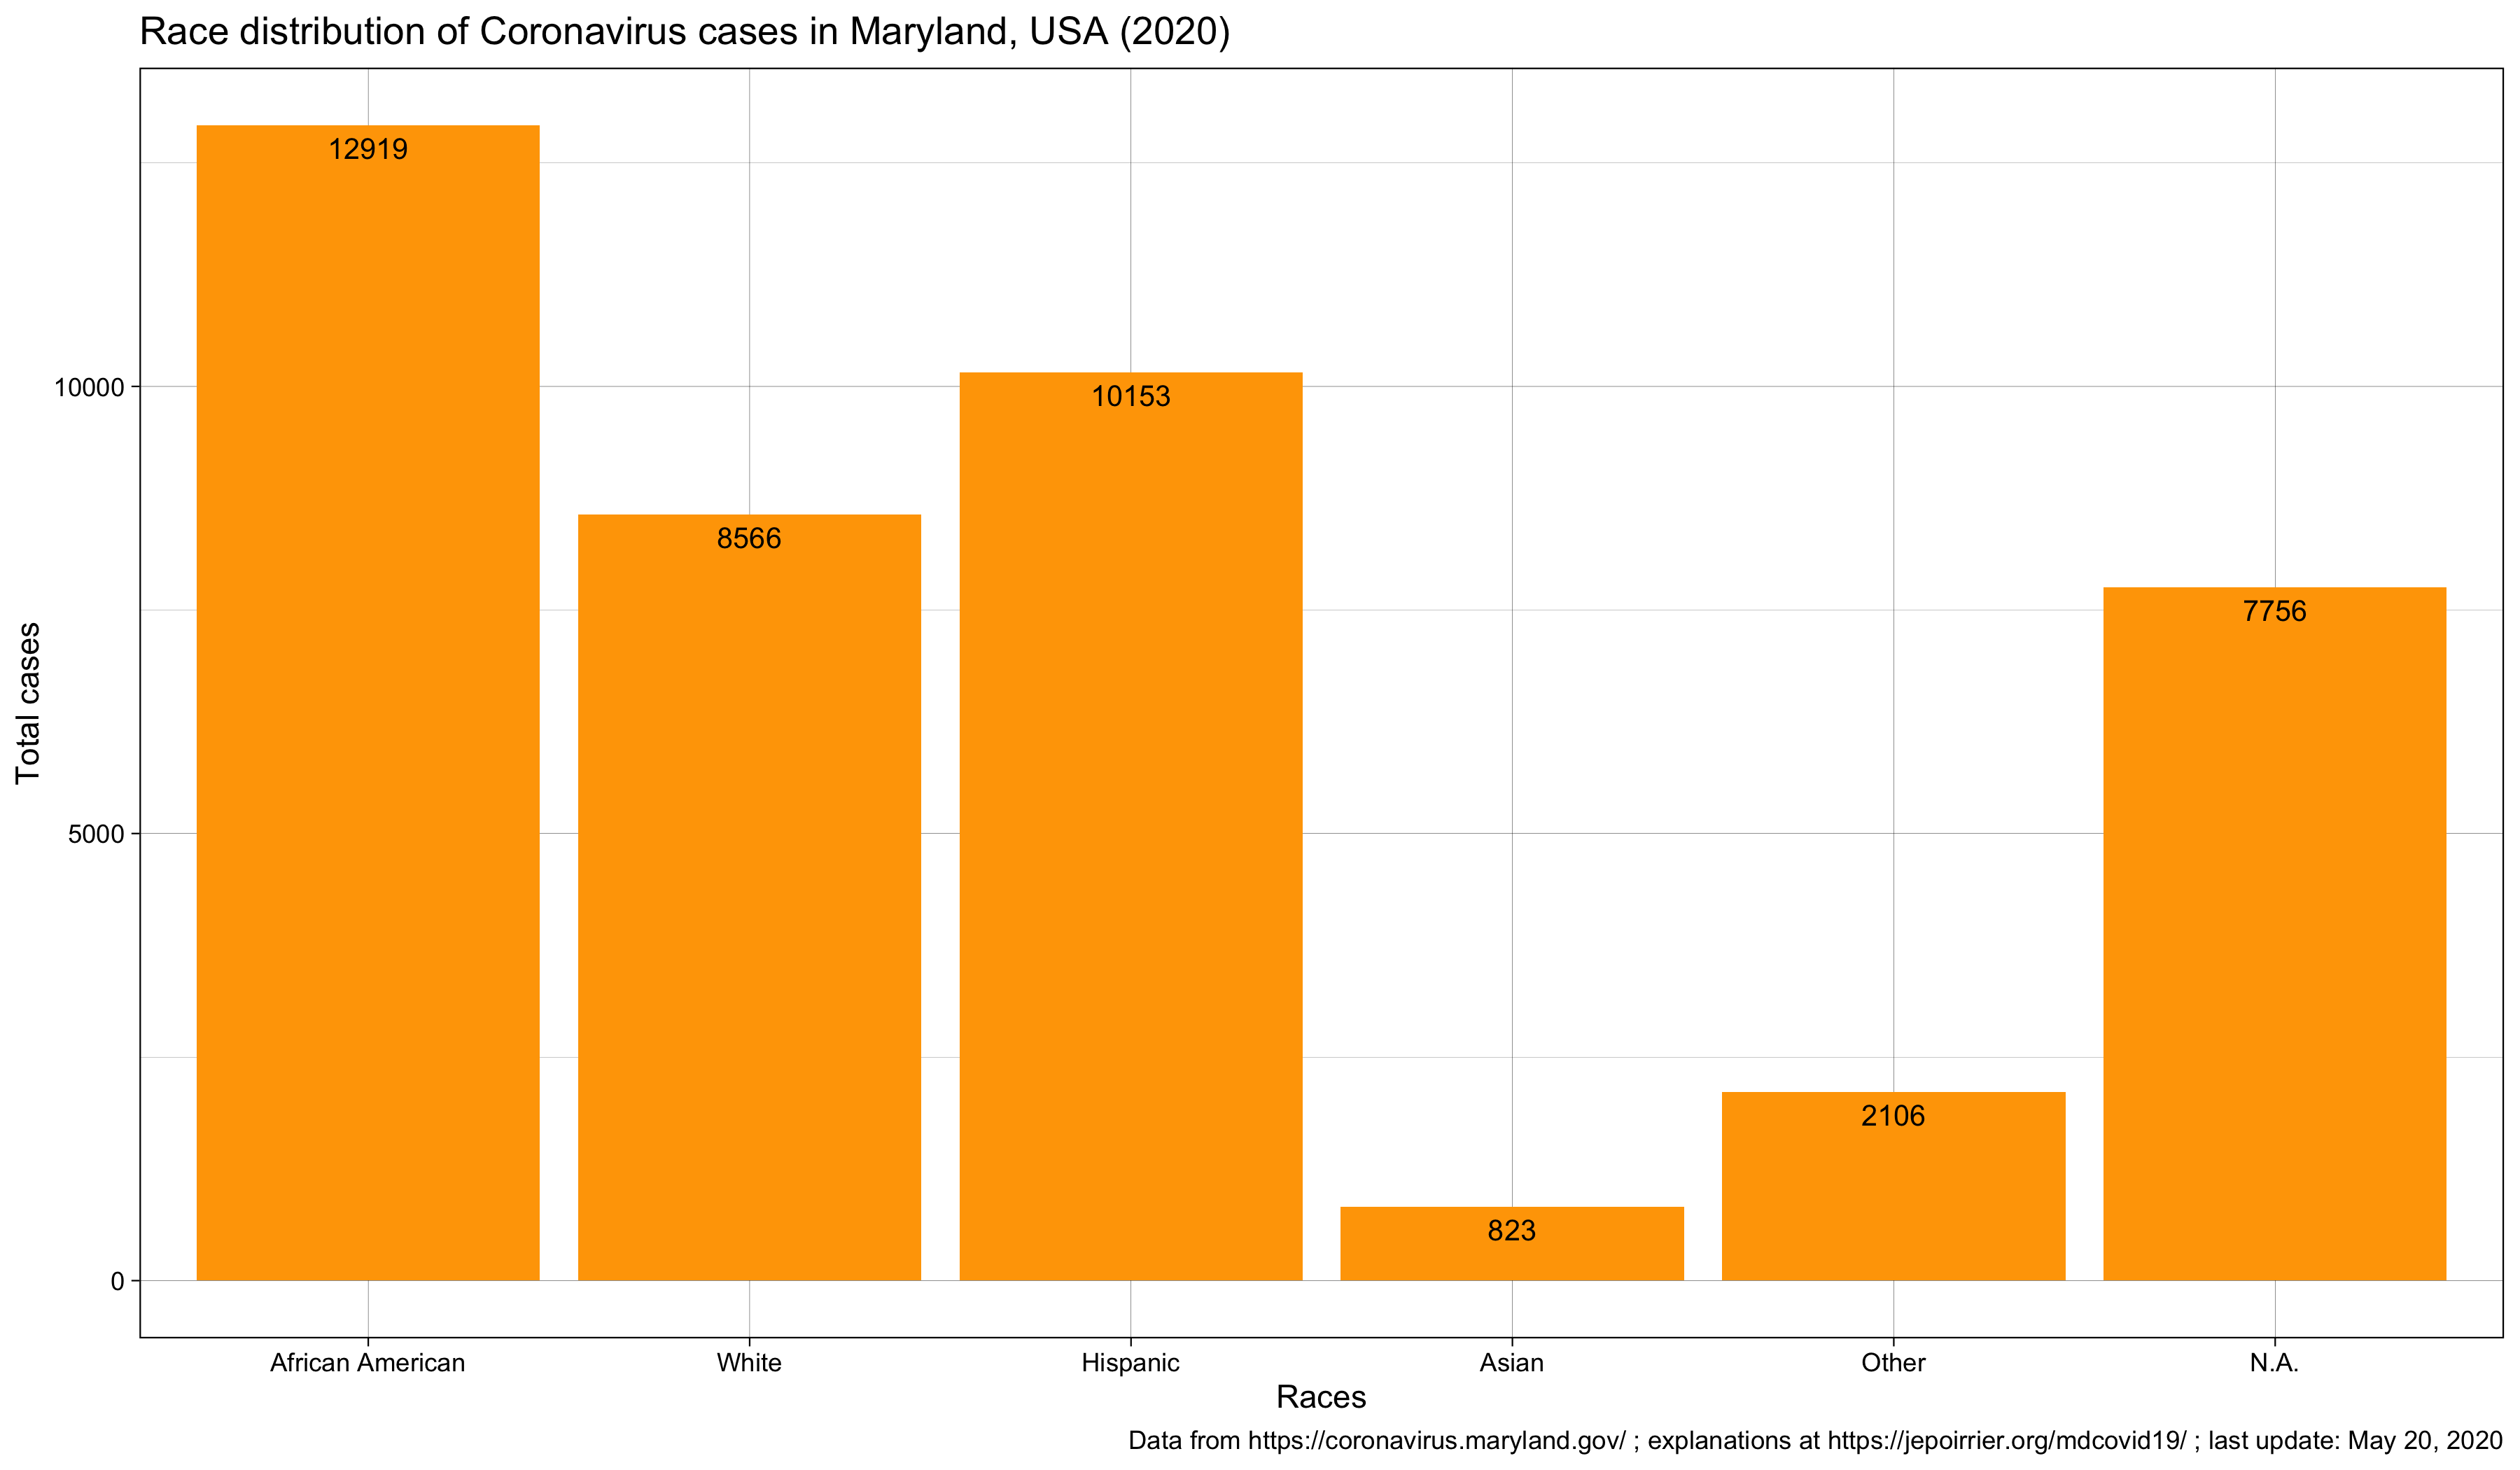 Race distribution of Coronavirus cases in Maryland, USA (2020)
12919
8566
10153
823
2106
7756
10000
5000
0
Total cases
African American
White
Hispanic
Asian
Other
N.A.
Races
Data from https://coronavirus.maryland.gov/ ; explanations at https://jepoirrier.org/mdcovid19/ ; last update: May 20, 2020